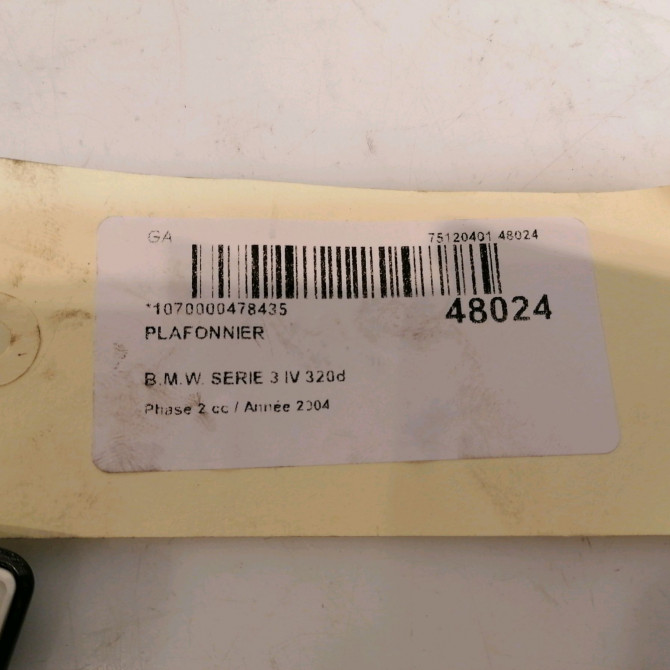 GA 75120401 48024
*1070000478435 48024
PLAFONNIER
B.M.W. SERIE 3 IV 320d
Phase 2 cc / Année 2004